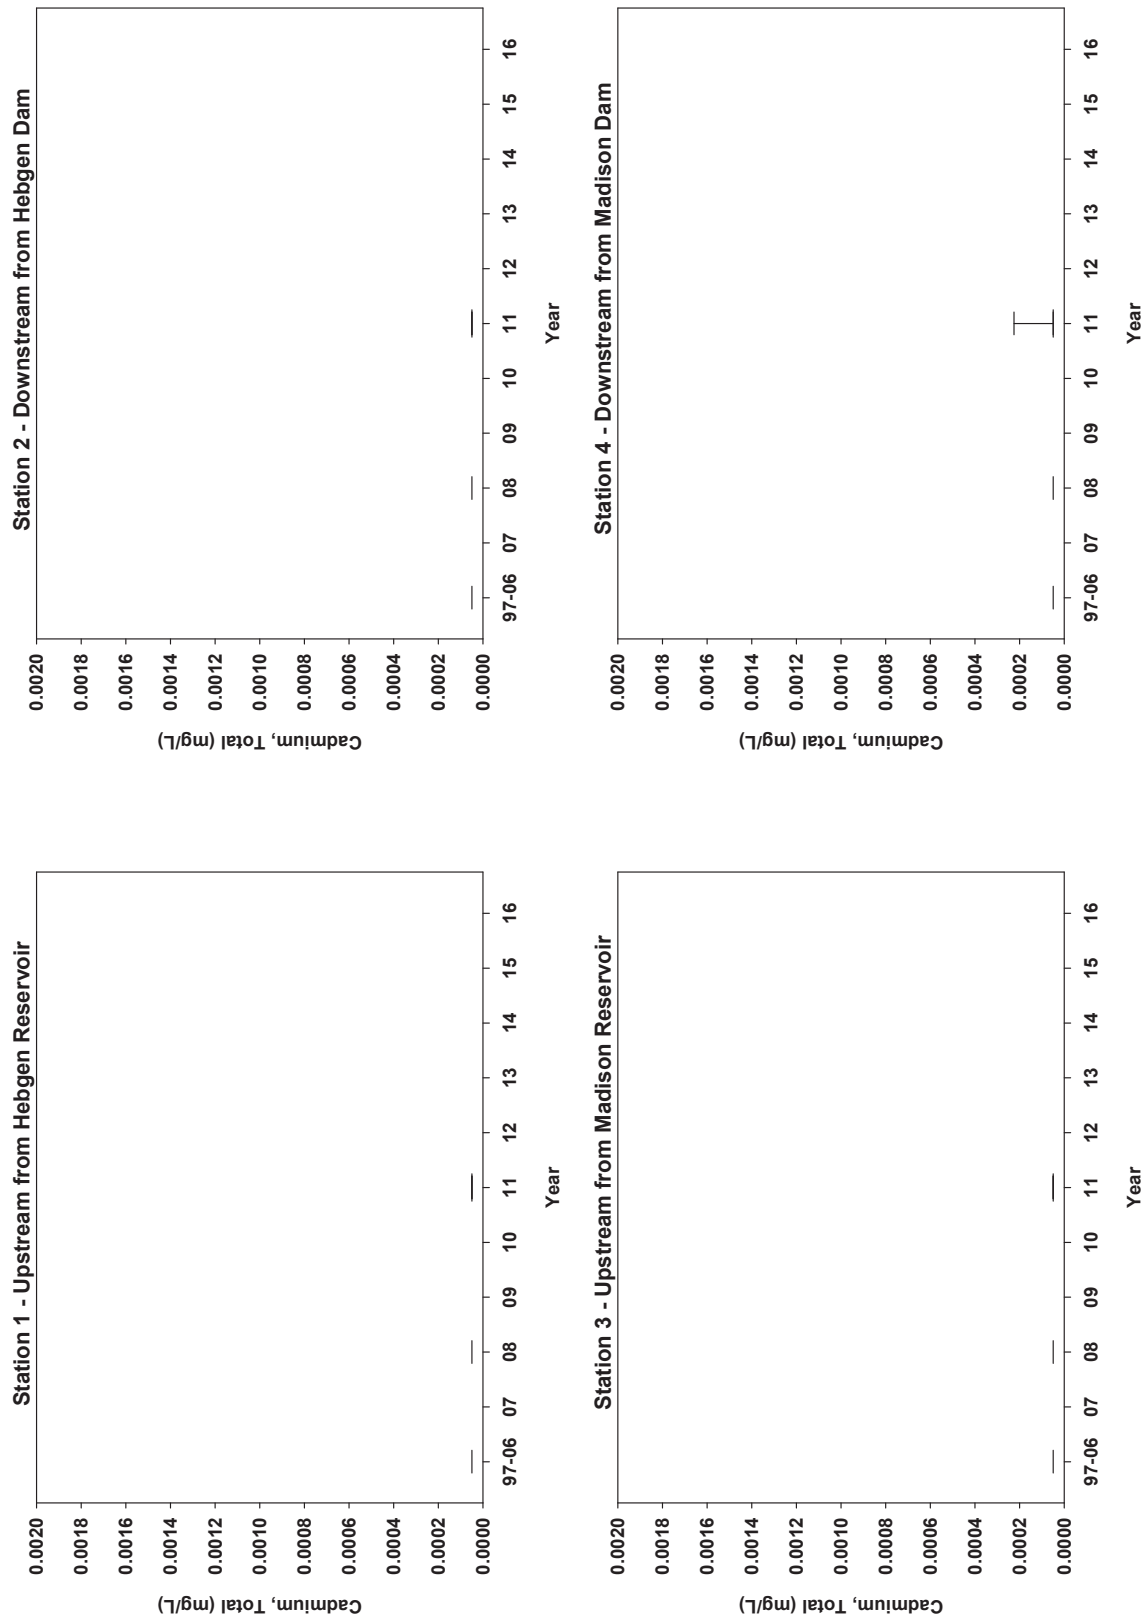 Station 1 - Upstream from Hebgen Reservoir
0.0020
0.0018
0.0016
0.0014
0.0012
0.0010
0.0008
0.0006
0.0004
0.0002
0.0000
Cadmium, Total (mg/L)
97-06 07 08 09 10 11 12 13 14 15 16
Year
Station 2 - Downstream from Hebgen Dam
0.0020
0.0018
0.0016
0.0014
0.0012
0.0010
0.0008
0.0006
0.0004
0.0002
0.0000
Cadmium, Total (mg/L)
97-06 07 08 09 10 11 12 13 14 15 16
Year
Station 3 - Upstream from Madison Reservoir
0.0020
0.0018
0.0016
0.0014
0.0012
0.0010
0.0008
0.0006
0.0004
0.0002
0.0000
Cadmium, Total (mg/L)
97-06 07 08 09 10 11 12 13 14 15 16
Year
Station 4 - Downstream from Madison Dam
0.0020
0.0018
0.0016
0.0014
0.0012
0.0010
0.0008
0.0006
0.0004
0.0002
0.0000
Cadmium, Total (mg/L)
97-06 07 08 09 10 11 12 13 14 15 16
Year